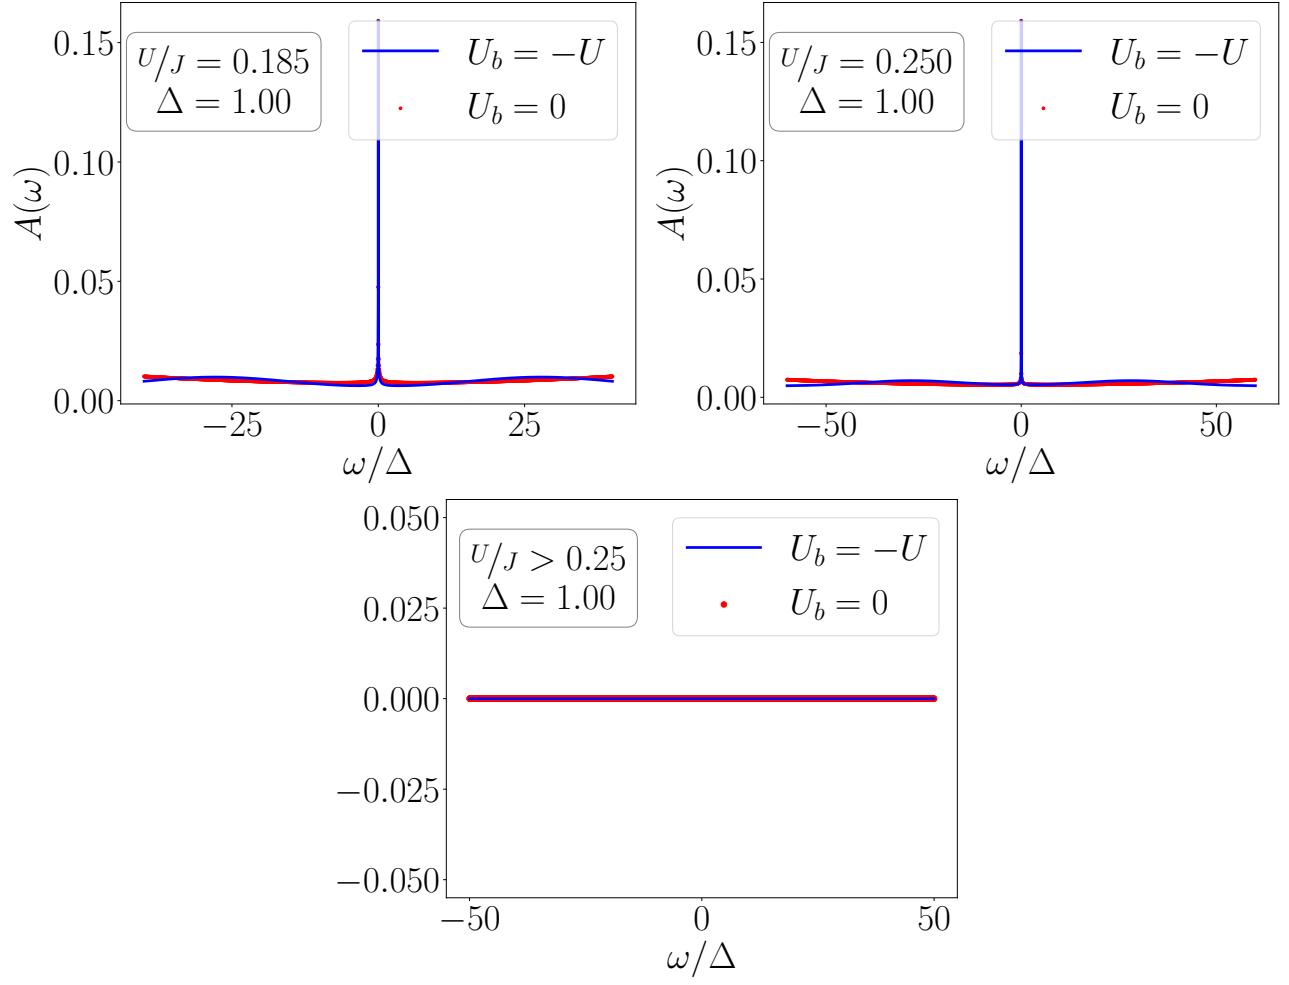 U/J = 0.185
Δ = 1.00
U_b = −U
U_b = 0
0.15
0.10
0.05
0.00
A(ω)
−25 0 25
ω/Δ
U/J = 0.250
Δ = 1.00
U_b = −U
U_b = 0
0.15
0.10
0.05
0.00
A(ω)
−50 0 50
ω/Δ
U/J > 0.25
Δ = 1.00
U_b = −U
U_b = 0
0.050
0.025
0.000
−0.025
−0.050
−50 0 50
ω/Δ